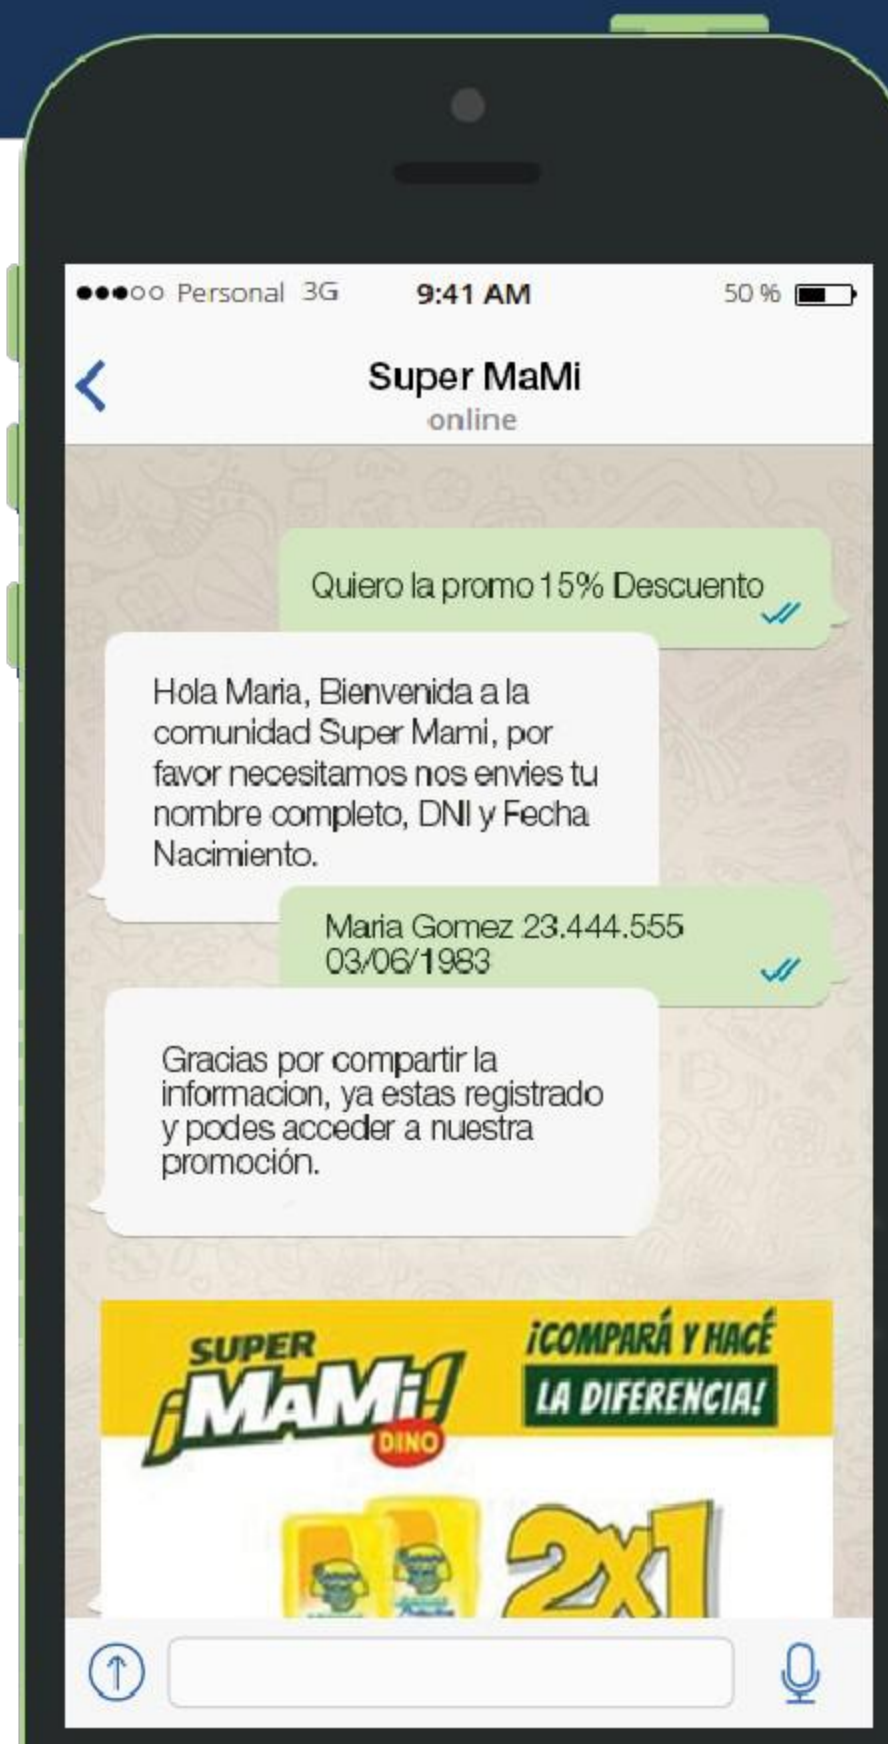 Personal 3G 9:41 AM 50 %
Super MaMi
online
Quiero la promo 15% Descuento
Hola Maria, Bienvenida a la
comunidad Super Mami, por
favor necesitamos nos envies tu
nombre completo, DNI y Fecha
Nacimiento.
Maria Gomez 23.444.555
03/06/1983
Gracias por compartir la
informacion, ya estas registrado
y podes acceder a nuestra
promoción.
SUPER
¡MAMi!
DINO
¡COMPARÁ Y HACÉ
LA DIFERENCIA!
2x1